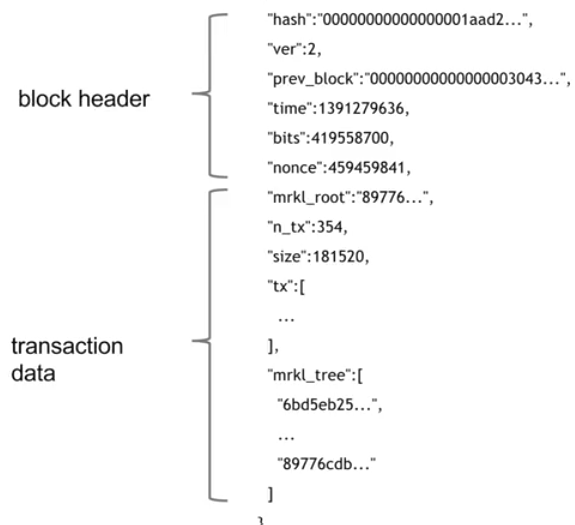 "hash":"00000000000000001aad2...",
"ver":2,
"prev_block":"00000000000000003043...",
block header
"time":1391279636,
"bits":419558700,
"nonce":459459841,
"mrkl_root":"89776...",
"n_tx":354,
"size":181520,
"tx":[
...
],
transaction
data
"mrkl_tree":[
"6bd5eb25...",
...
"89776cdb..."
]
}